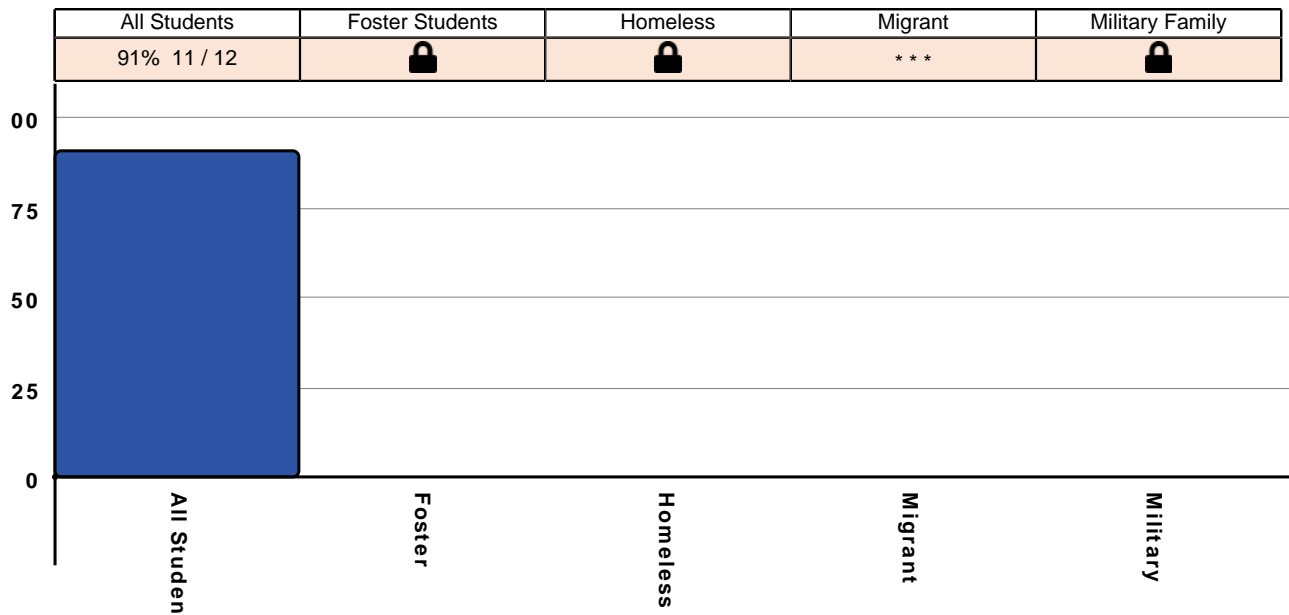 All Students Foster Students Homeless Migrant Military Family
91% 11 / 12 * * *
00
75
50
25
0
All Studen
Foster
Homeless
Migrant
Military